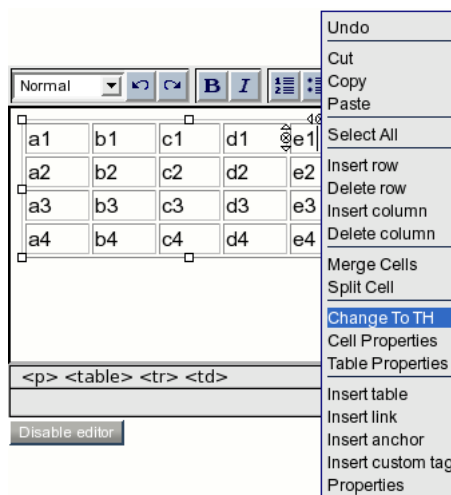 Normal B I
a1 b1 c1 d1 e1
a2 b2 c2 d2 e2
a3 b3 c3 d3 e3
a4 b4 c4 d4 e4
<p> <table> <tr> <td>
Disable editor
Undo
Cut
Copy
Paste
Select All
Insert row
Delete row
Insert column
Delete column
Merge Cells
Split Cell
Change To TH
Cell Properties
Table Properties
Insert table
Insert link
Insert anchor
Insert custom tag
Properties